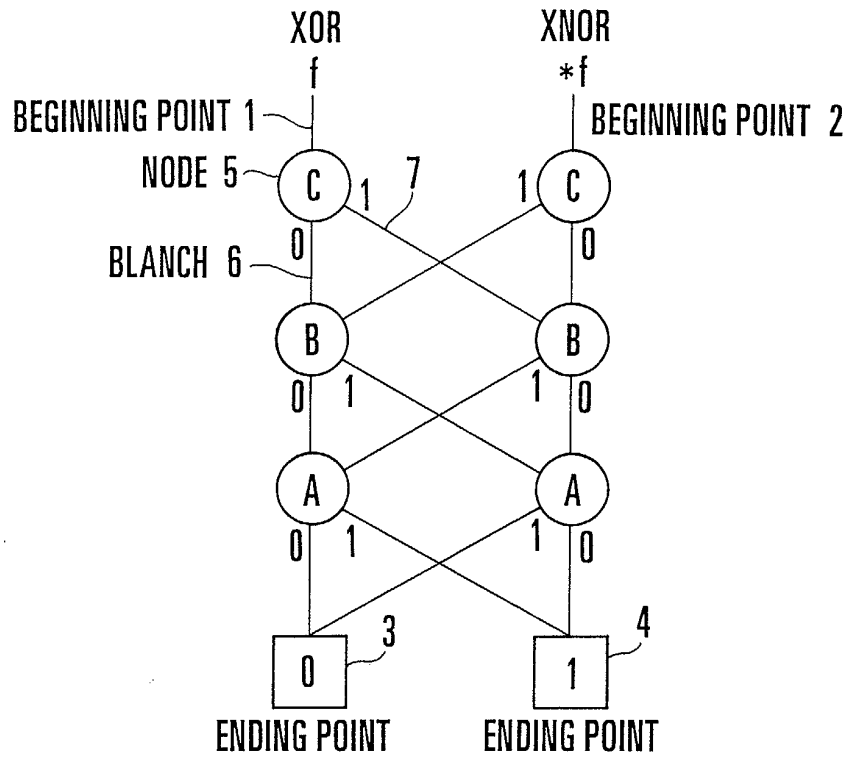 XOR XNOR
f *f
BEGINNING POINT 1 BEGINNING POINT 2
NODE 5 C 1 7 1 C
0 0
BLANCH 6
B B
0 1 1 0
A A
0 1 1 0
3 4
0 1
ENDING POINT ENDING POINT